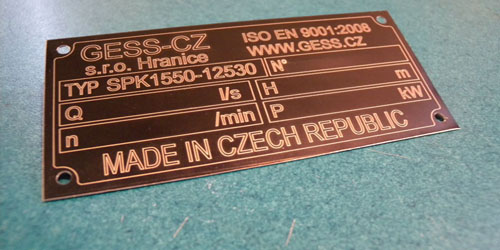 GESS-CZ ISO EN 9001:2008
s.r.o. Hranice WWW.GESS.CZ
TYP SPK1550-12530 N°
Q l/s H m
n /min P kW
MADE IN CZECH REPUBLIC